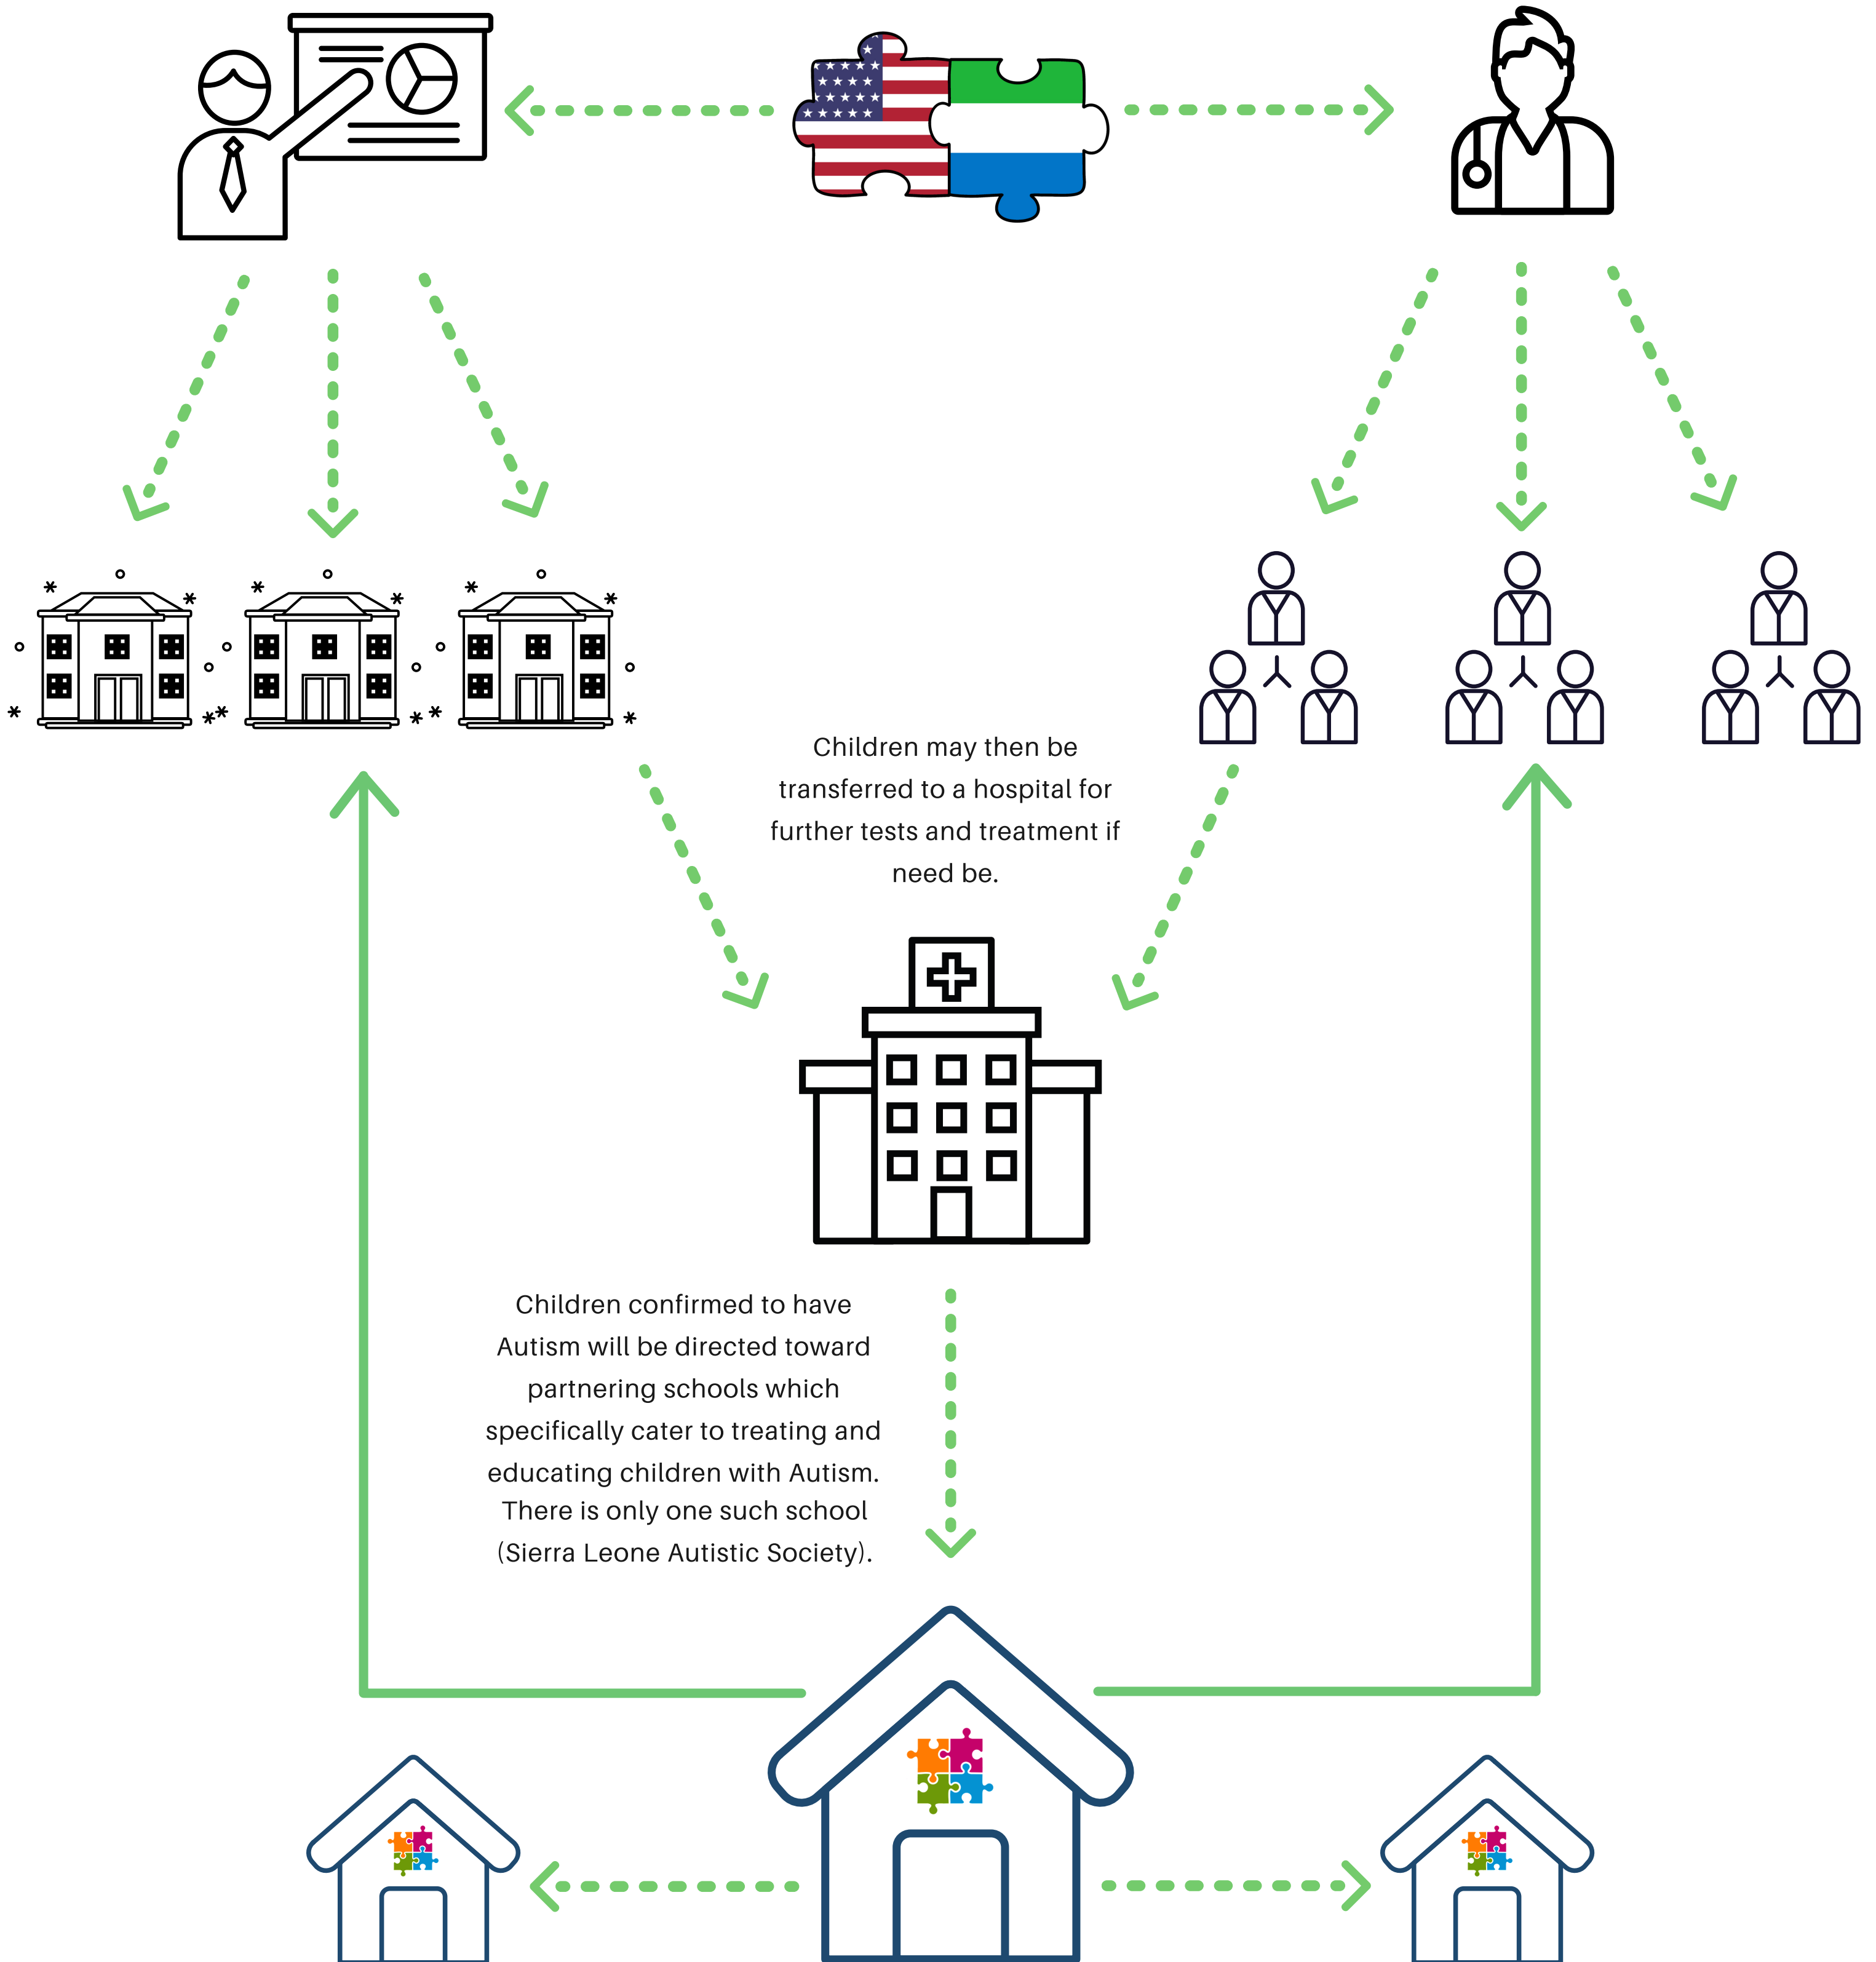 Children may then be
transferred to a hospital for
further tests and treatment if
need be.
Children confirmed to have
Autism will be directed toward
partnering schools which
specifically cater to treating and
educating children with Autism.
There is only one such school
(Sierra Leone Autistic Society).